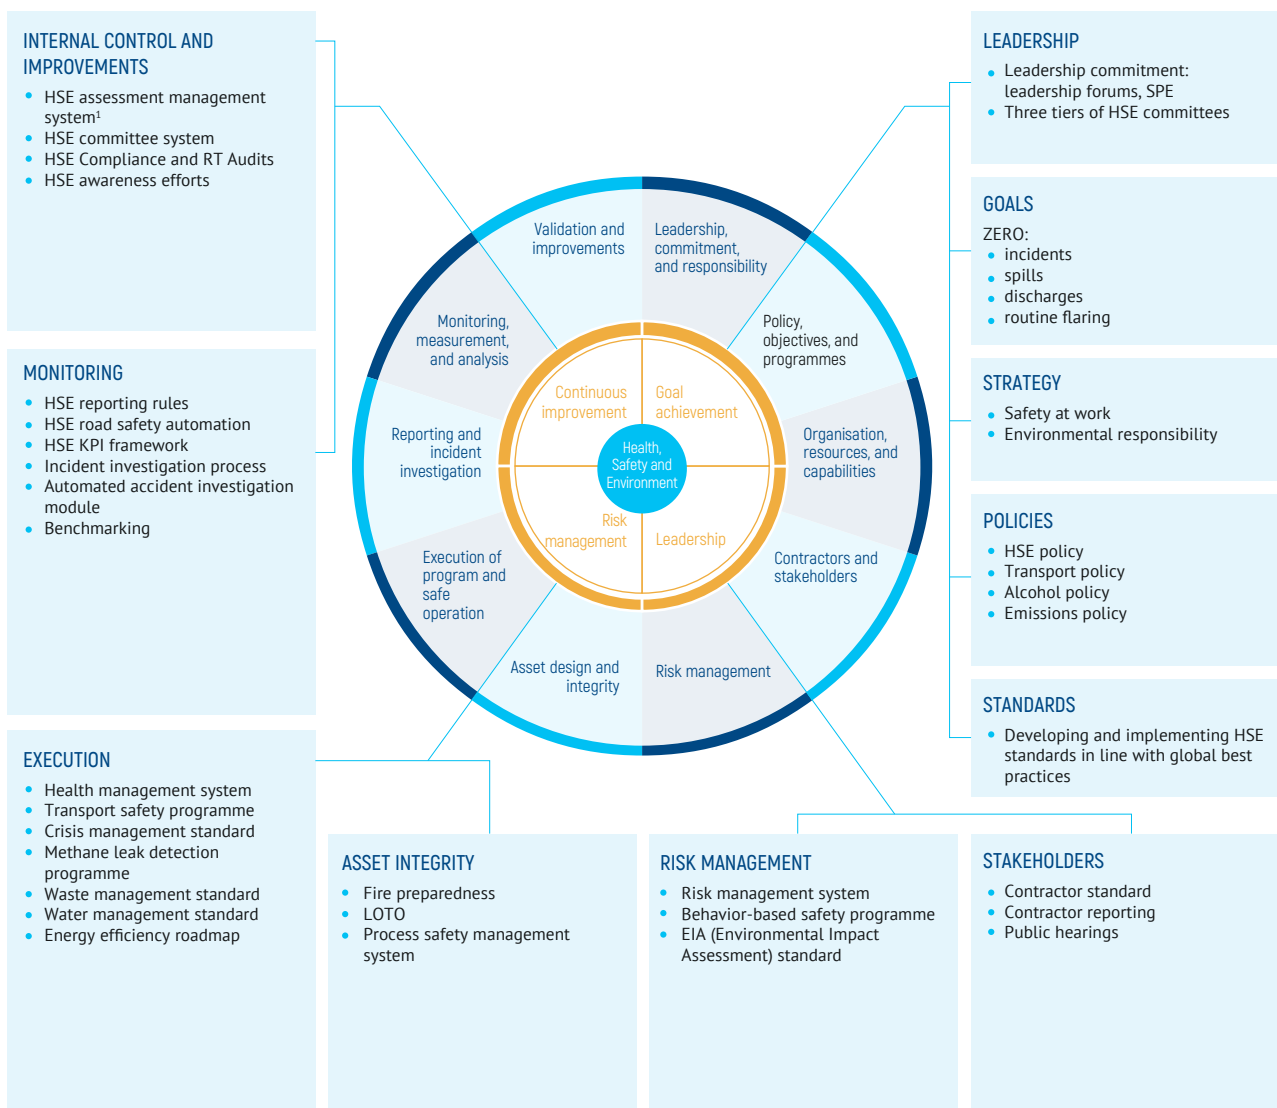 INTERNAL CONTROL AND
IMPROVEMENTS
• HSE assessment management
system¹
• HSE committee system
• HSE Compliance and RT Audits
• HSE awareness efforts
MONITORING
• HSE reporting rules
• HSE road safety automation
• HSE KPI framework
• Incident investigation process
• Automated accident investigation
module
• Benchmarking
EXECUTION
• Health management system
• Transport safety programme
• Crisis management standard
• Methane leak detection
programme
• Waste management standard
• Water management standard
• Energy efficiency roadmap
Validation and
improvements
Leadership,
commitment,
and responsibility
Monitoring,
measurement,
and analysis
Policy,
objectives, and
programmes
Reporting and
incident
investigation
Organisation,
resources, and
capabilities
Execution of
program and
safe
operation
Contractors and
stakeholders
Asset design and
integrity
Risk management
Continuous
improvement
Goal
achievement
Health,
Safety and
Environment
Risk
management
Leadership
ASSET INTEGRITY
• Fire preparedness
• LOTO
• Process safety management
system
RISK MANAGEMENT
• Risk management system
• Behavior-based safety programme
• EIA (Environmental Impact
Assessment) standard
LEADERSHIP
• Leadership commitment:
leadership forums, SPE
• Three tiers of HSE committees
GOALS
ZERO:
• incidents
• spills
• discharges
• routine flaring
STRATEGY
• Safety at work
• Environmental responsibility
POLICIES
• HSE policy
• Transport policy
• Alcohol policy
• Emissions policy
STANDARDS
• Developing and implementing HSE
standards in line with global best
practices
STAKEHOLDERS
• Contractor standard
• Contractor reporting
• Public hearings